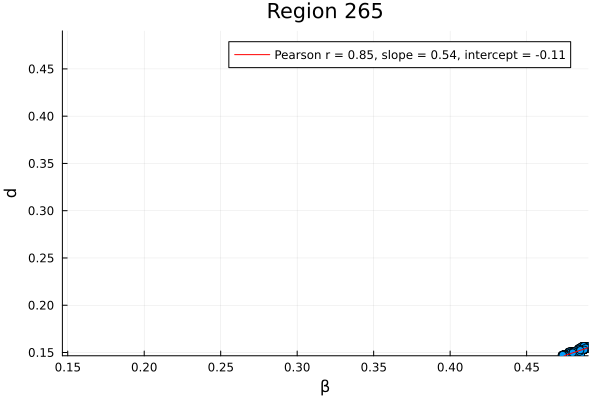 Region 265
Pearson r = 0.85, slope = 0.54, intercept = -0.11
d
0.45
0.40
0.35
0.30
0.25
0.20
0.15
0.15 0.20 0.25 0.30 0.35 0.40 0.45
β